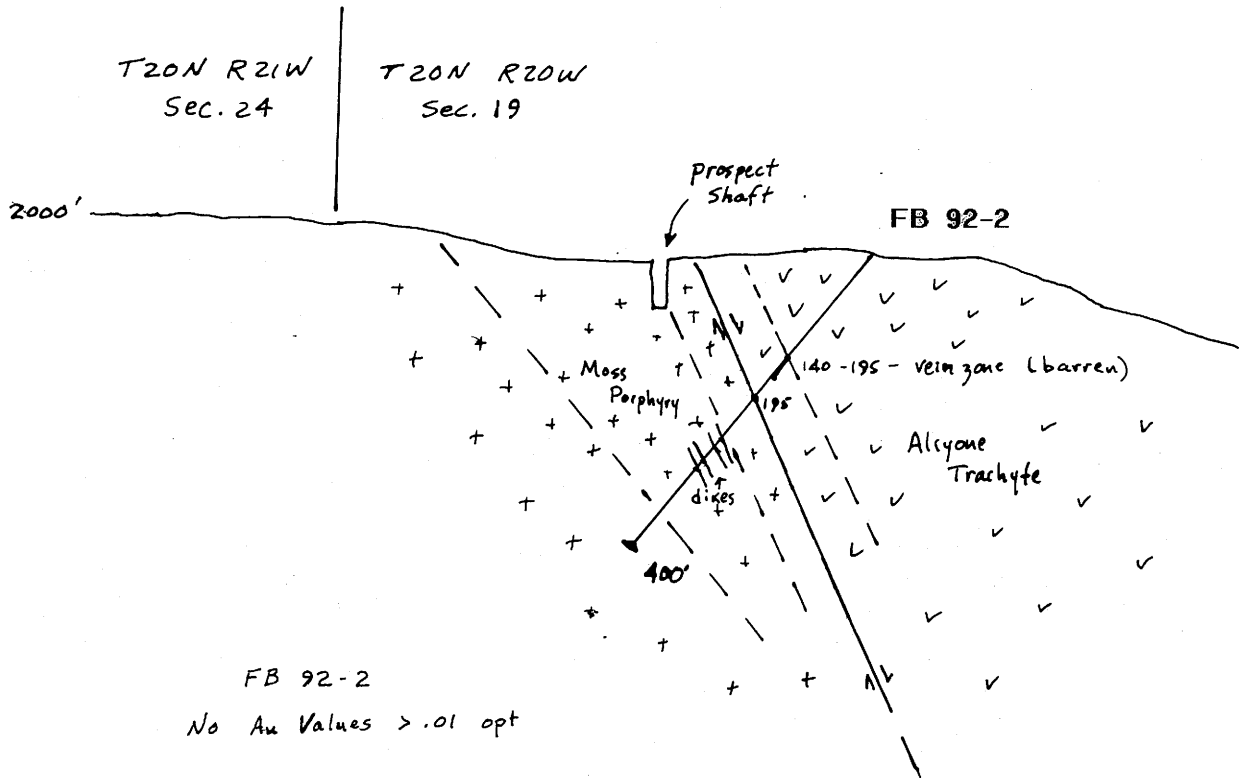 T20N R21W
Sec. 24
T20N R20W
Sec. 19
prospect
Shaft
2000'
FB 92-2
140-195 - vein zone (barren)
Moss
Porphyry
195
Alcyone
Trachyte
dikes
400'
FB 92-2
No Au Values > .01 opt